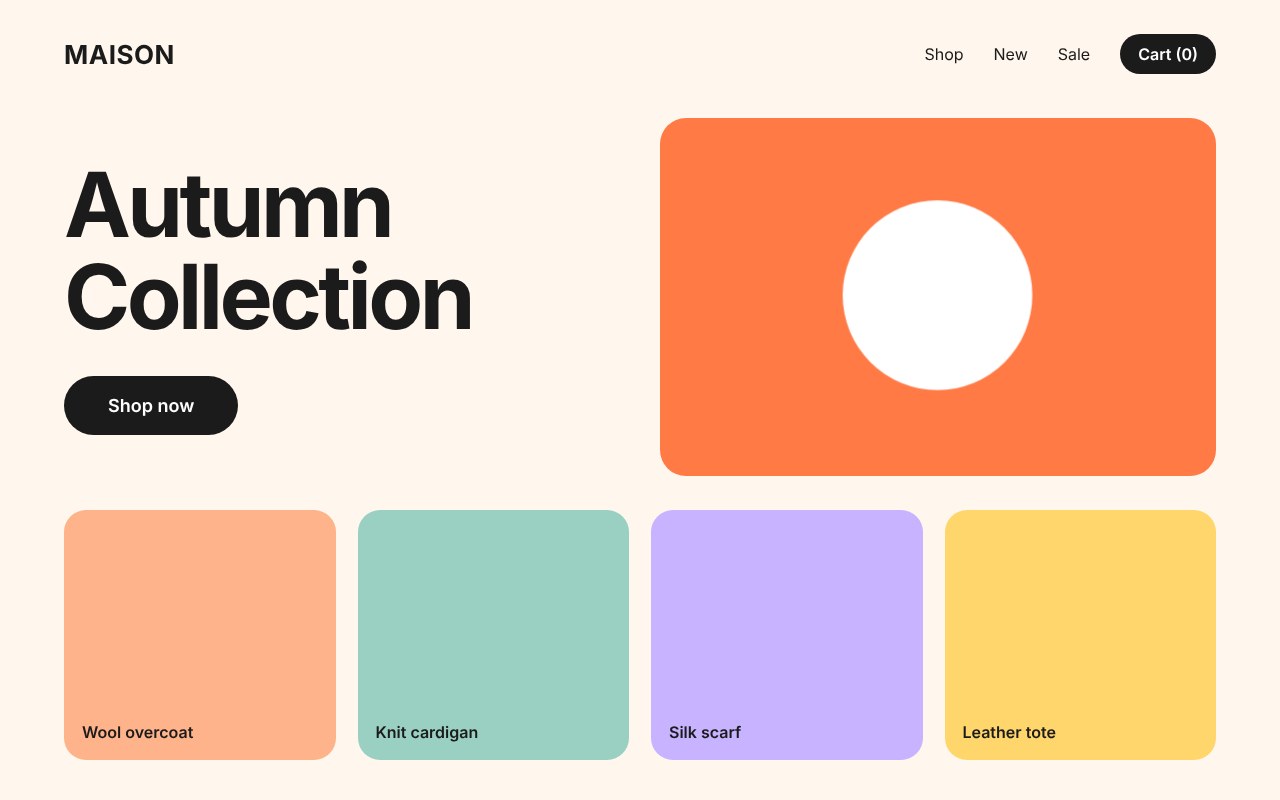 MAISON
Shop New Sale Cart (0)
Autumn
Collection
Shop now
Wool overcoat
Knit cardigan
Silk scarf
Leather tote